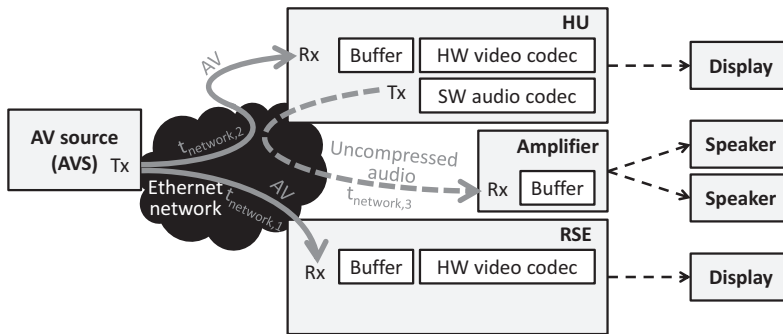 HU
Rx
Buffer
HW video codec
Tx
SW audio codec
Display
AV
t_network,2
AV source
(AVS)
Tx
Ethernet
network
t_network,1
AV
Uncompressed
audio
t_network,3
Amplifier
Rx
Buffer
Speaker
Speaker
RSE
Rx
Buffer
HW video codec
Display